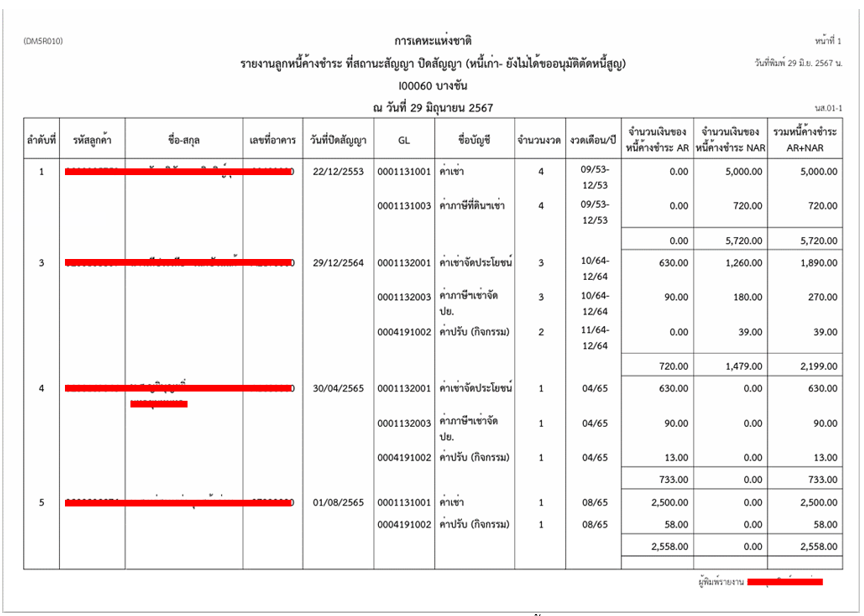 (DM5R010) การเคหะแห่งชาติ หน้าที่ 1
รายงานลูกหนี้ค้างชำระ ที่สถานะสัญญา ปิดสัญญา (หนี้เก่า- ยังไม่ได้ขออนุมัติตัดหนี้สูญ) วันที่พิมพ์ 29 มิ.ย. 2567 น.
I00060 บางชัน
ณ วันที่ 29 มิถุนายน 2567 นส.01-1
ลำดับที่ รหัสลูกค้า ชื่อ-สกุล เลขที่อาคาร วันที่ปิดสัญญา GL ชื่อบัญชี จำนวนงวด งวดเดือน/ปี จำนวนเงินของ จำนวนเงินของ รวมหนี้ค้างชำระ
หนี้ค้างชำระ AR หนี้ค้างชำระ NAR AR+NAR
1 22/12/2553 0001131001 ค่าเช่า 4 09/53- 0.00 5,000.00 5,000.00
12/53
0001131003 ค่าภาษีที่ดินฯเช่า 4 09/53- 0.00 720.00 720.00
12/53
0.00 5,720.00 5,720.00
3 29/12/2564 0001132001 ค่าเช่าจัดประโยชน์ 3 10/64- 630.00 1,260.00 1,890.00
12/64
0001132003 ค่าภาษีฯเช่าจัด 3 10/64- 90.00 180.00 270.00
ปย. 12/64
0004191002 ค่าปรับ (กิจกรรม) 2 11/64- 0.00 39.00 39.00
12/64
720.00 1,479.00 2,199.00
4 30/04/2565 0001132001 ค่าเช่าจัดประโยชน์ 1 04/65 630.00 0.00 630.00
0001132003 ค่าภาษีฯเช่าจัด 1 04/65 90.00 0.00 90.00
ปย.
0004191002 ค่าปรับ (กิจกรรม) 1 04/65 13.00 0.00 13.00
733.00 0.00 733.00
5 01/08/2565 0001131001 ค่าเช่า 1 08/65 2,500.00 0.00 2,500.00
0004191002 ค่าปรับ (กิจกรรม) 1 08/65 58.00 0.00 58.00
2,558.00 0.00 2,558.00
ผู้พิมพ์รายงาน